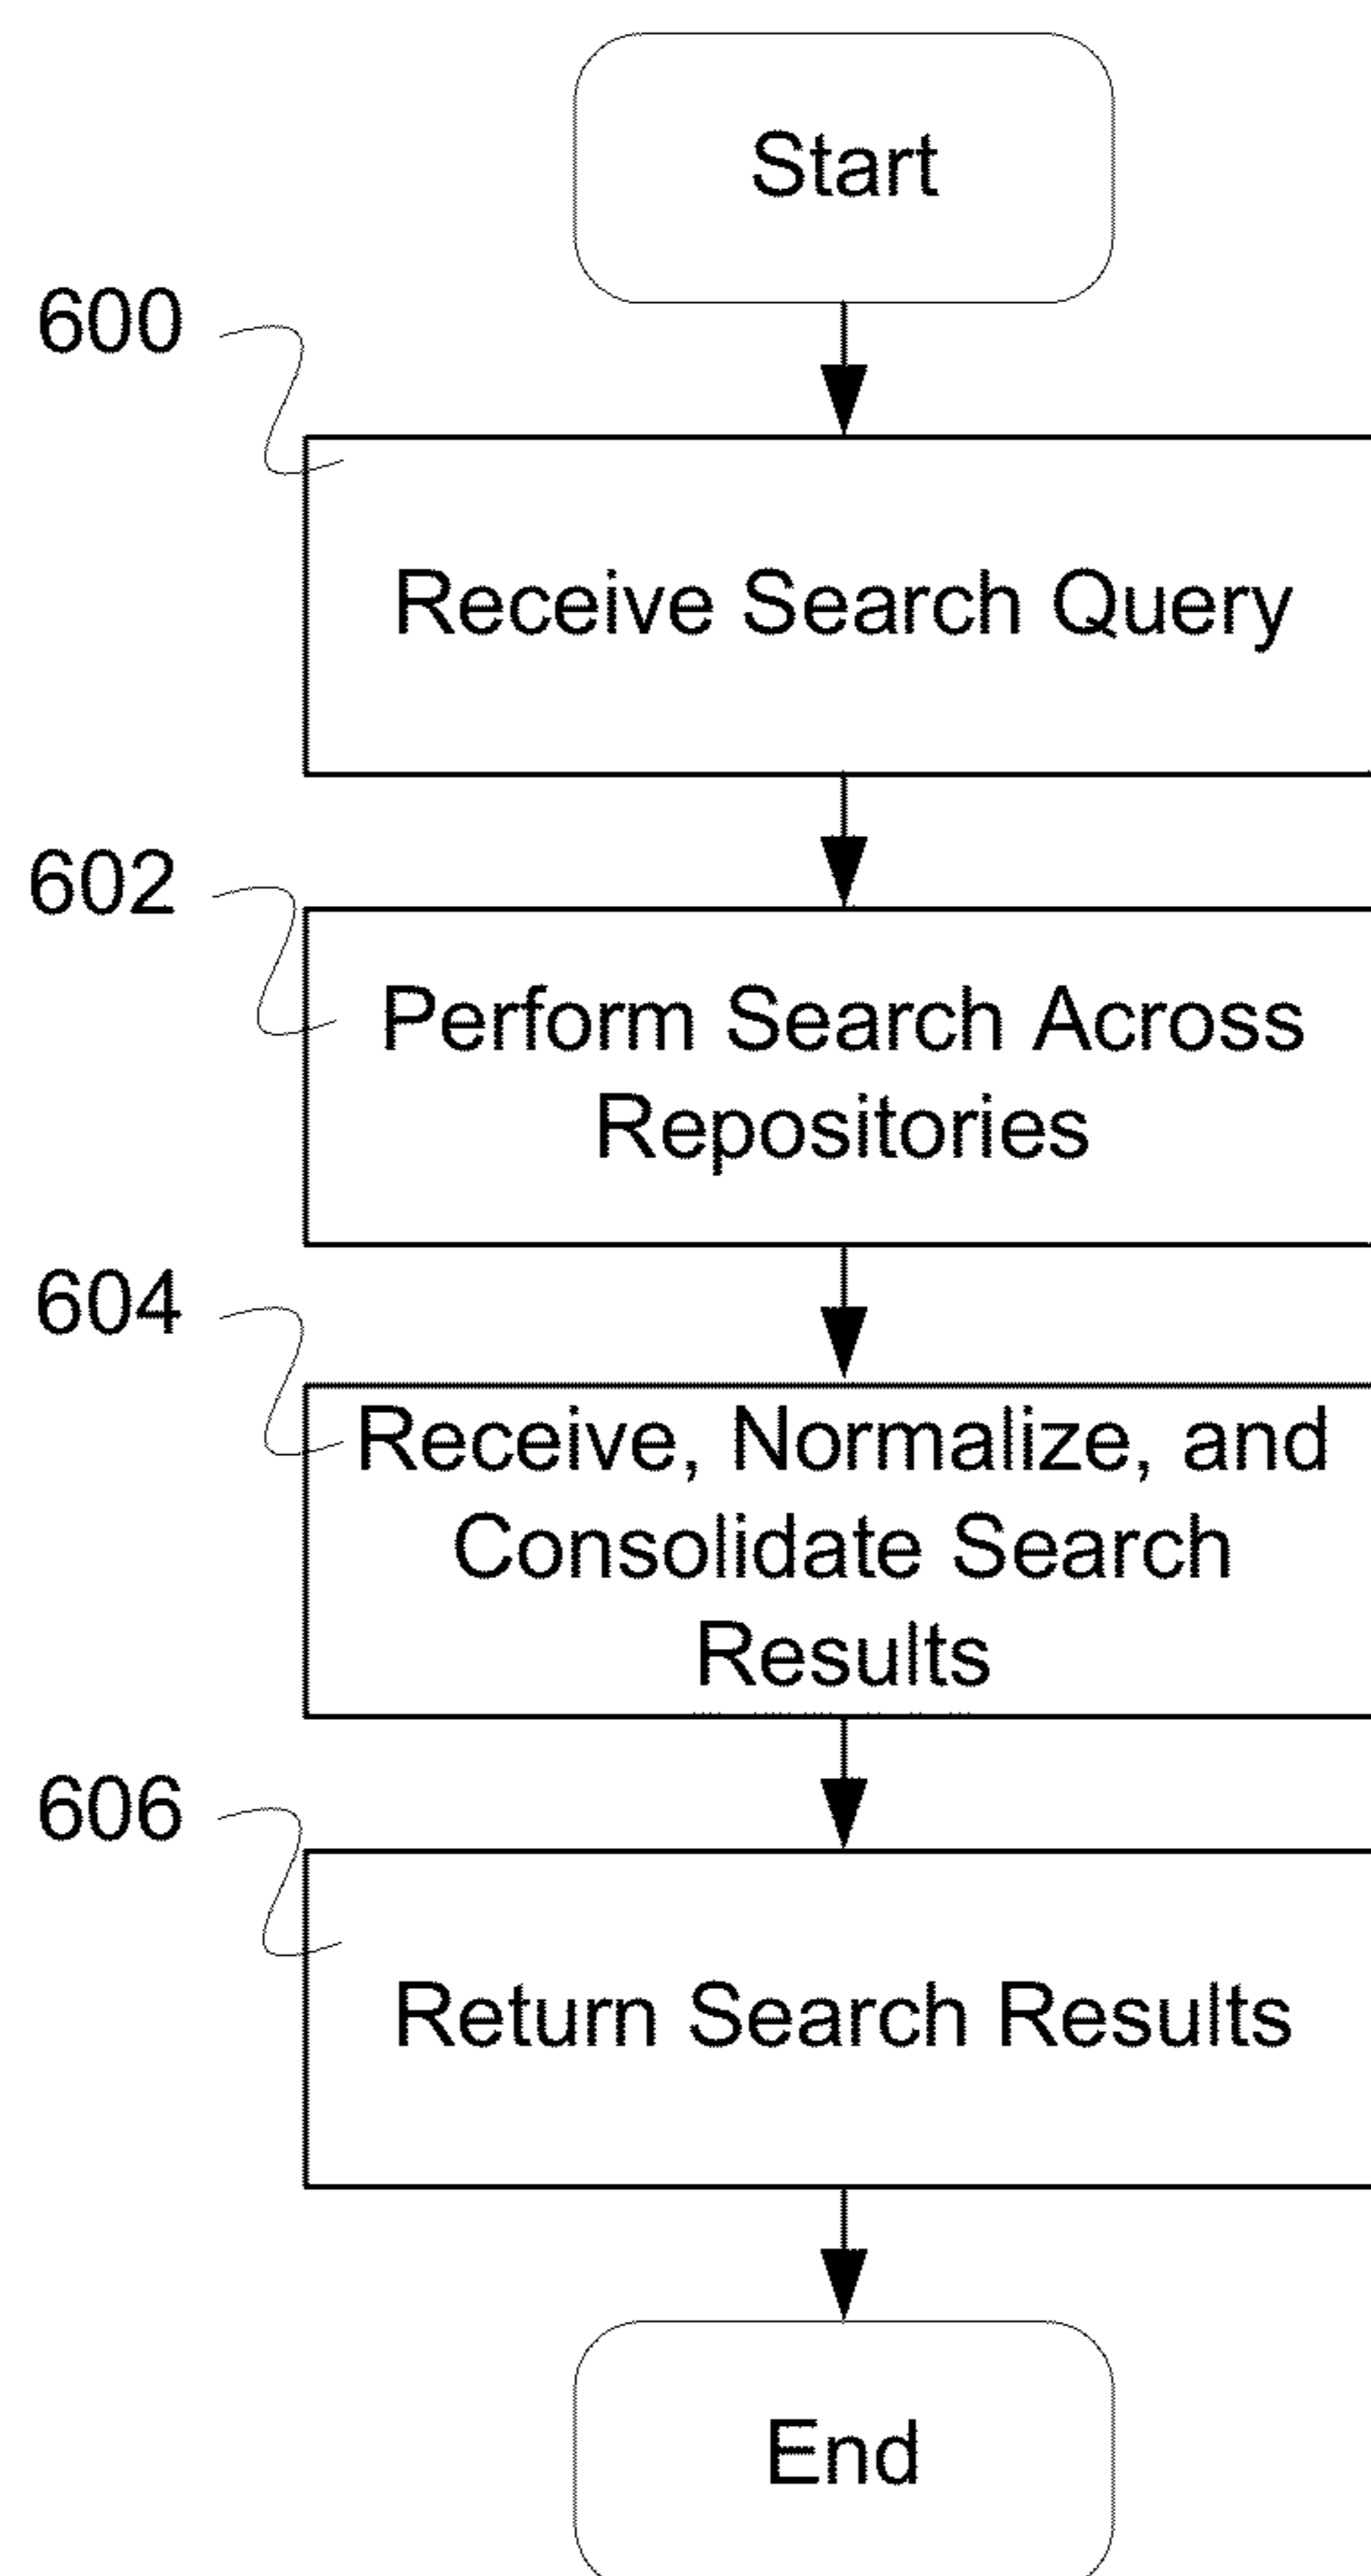 Start
600
Receive Search Query
602
Perform Search Across
Repositories
604
Receive, Normalize, and
Consolidate Search
Results
606
Return Search Results
End